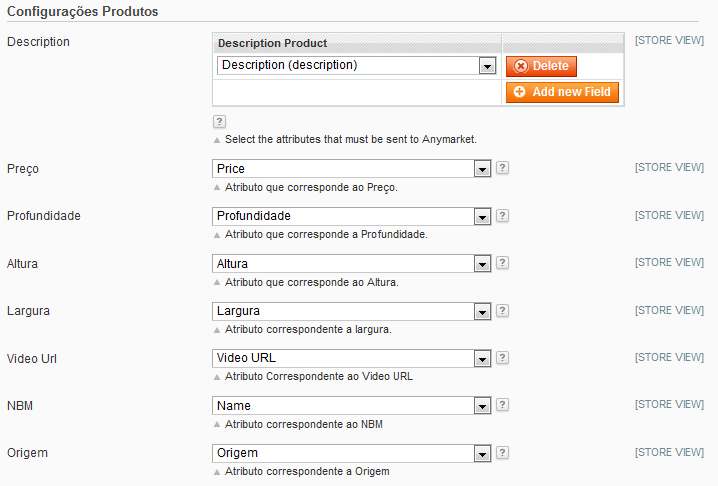 Configurações Produtos
Description
Description Product
[STORE VIEW]
Description (description)
Delete
Add new Field
?
Select the attributes that must be sent to Anymarket.
Preço
Price
?
[STORE VIEW]
Atributo que corresponde ao Preço.
Profundidade
Profundidade
?
[STORE VIEW]
Atributo que corresponde a Profundidade.
Altura
Altura
?
[STORE VIEW]
Atributo que corresponde ao Altura.
Largura
Largura
?
[STORE VIEW]
Atributo correspondente a largura.
Video Url
Video URL
?
[STORE VIEW]
Atributo Correspondente ao Video URL
NBM
Name
?
[STORE VIEW]
Atributo correspondente ao NBM
Origem
Origem
?
[STORE VIEW]
Atributo correspondente a Origem